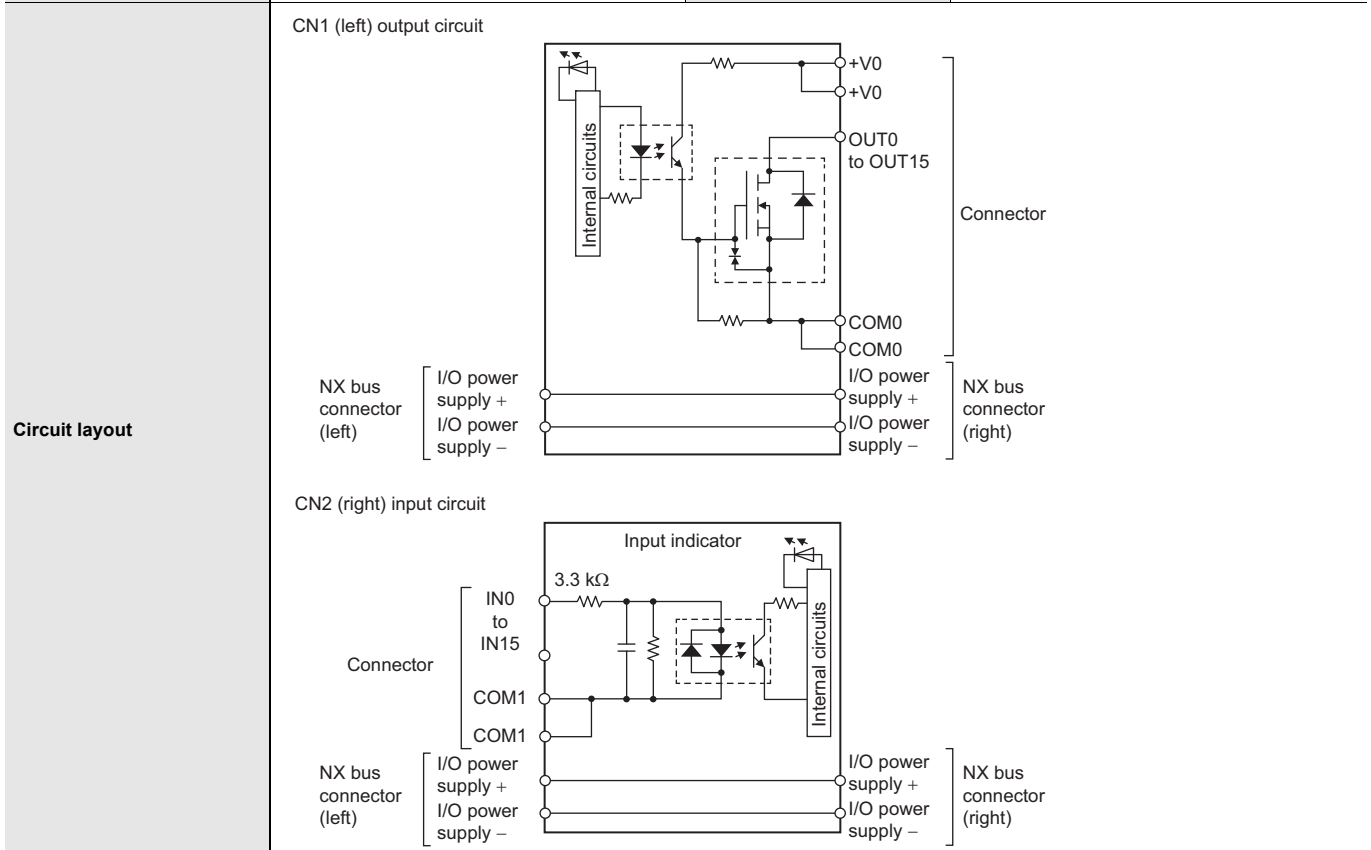 Circuit layout
CN1 (left) output circuit
Internal circuits
+V0
+V0
OUT0
to OUT15
Connector
COM0
COM0
NX bus
connector
(left)
I/O power
supply +
I/O power
supply −
I/O power
supply +
I/O power
supply −
NX bus
connector
(right)
CN2 (right) input circuit
Input indicator
3.3 kΩ
IN0
to
IN15
Connector
COM1
COM1
Internal circuits
NX bus
connector
(left)
I/O power
supply +
I/O power
supply −
I/O power
supply +
I/O power
supply −
NX bus
connector
(right)